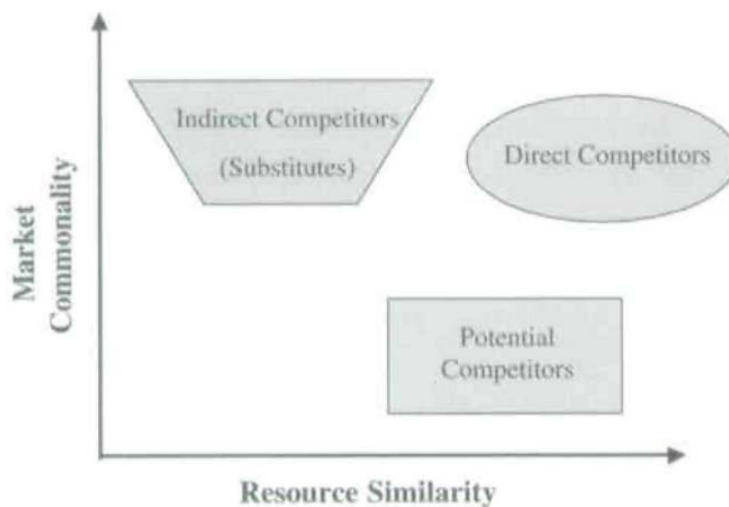 Indirect Competitors
(Substitutes)
Direct Competitors
Market
Commonality
Potential
Competitors
Resource Similarity